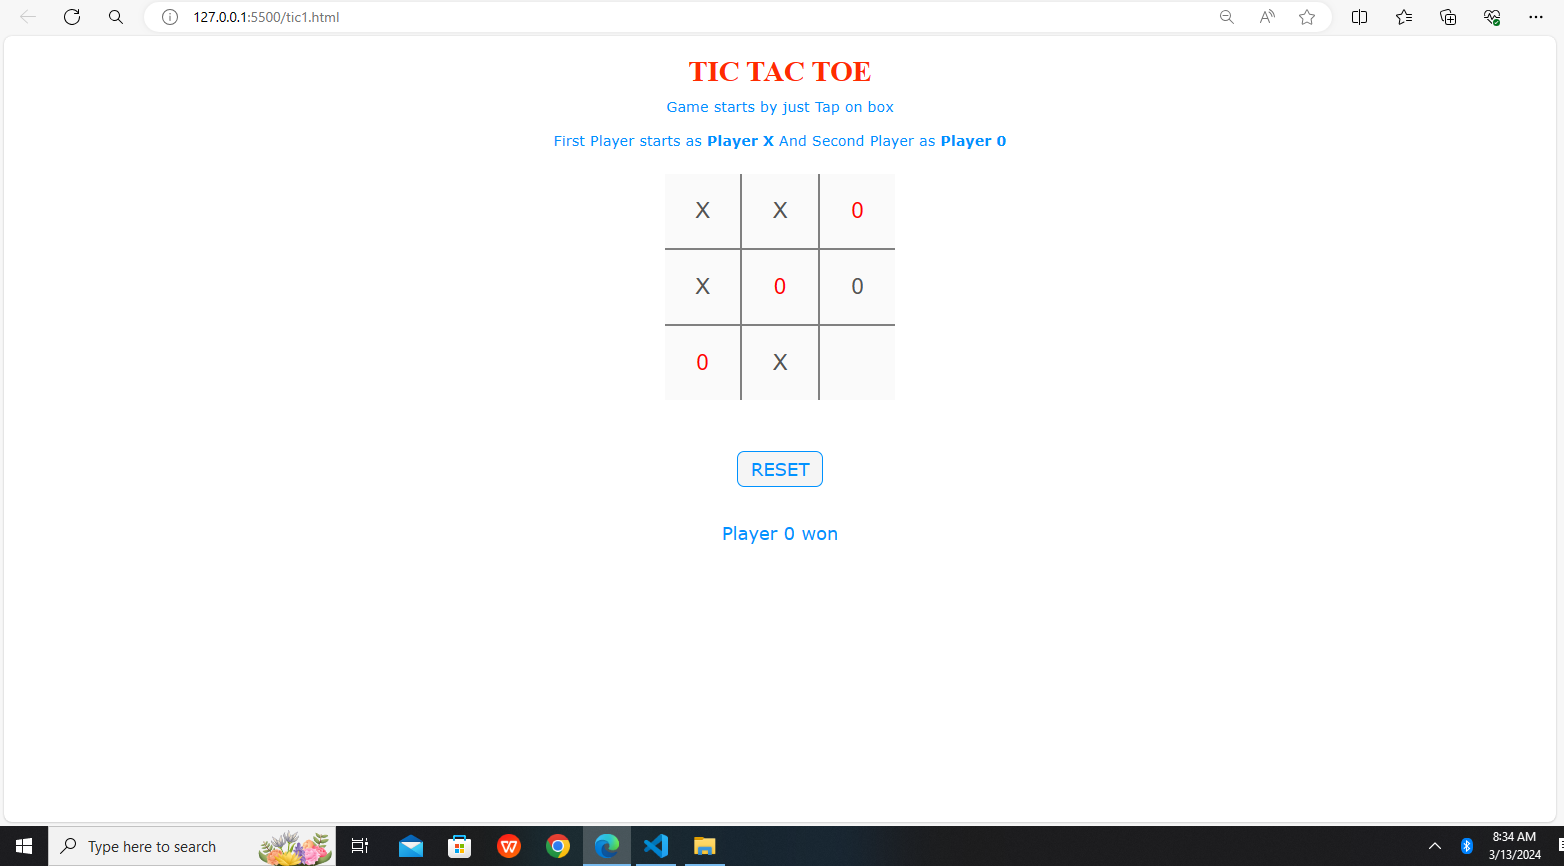 127.0.0.1:5500/tic1.html
TIC TAC TOE
Game starts by just Tap on box
First Player starts as Player X And Second Player as Player 0
X X 0
X 0 0
0 X
RESET
Player 0 won
Type here to search
8:34 AM
3/13/2024